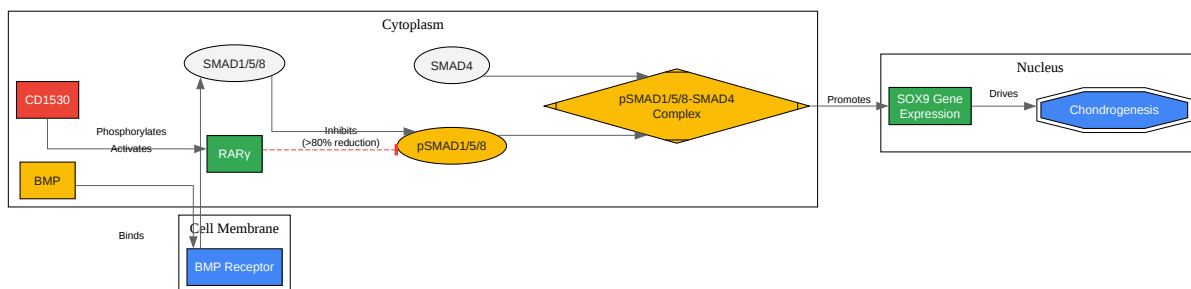 Cytoplasm
SMAD1/5/8
SMAD4
CD1530
Phosphorylates
Activates
RARγ
Inhibits
(>80% reduction)
pSMAD1/5/8
pSMAD1/5/8-SMAD4
Complex
Promotes
Nucleus
SOX9 Gene
Expression
Drives
Chondrogenesis
BMP
Binds
Cell Membrane
BMP Receptor